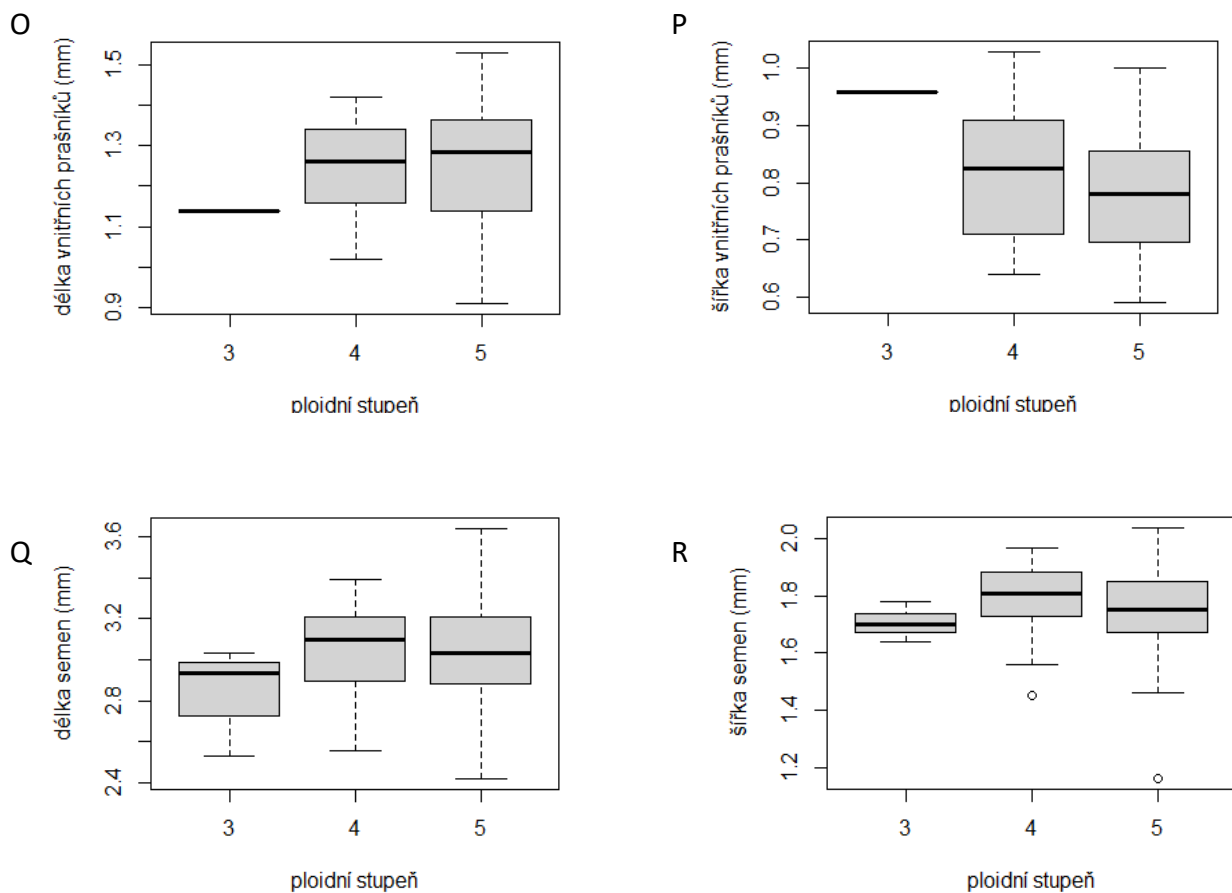 O
délka vnitřních prašníků (mm)
0.9 1.1 1.3 1.5
3 4 5
ploidní stupeň
P
šířka vnitřních prašníků (mm)
0.6 0.7 0.8 0.9 1.0
3 4 5
ploidní stupeň
Q
délka semen (mm)
2.4 2.8 3.2 3.6
3 4 5
ploidní stupeň
R
šířka semen (mm)
1.2 1.4 1.6 1.8 2.0
3 4 5
ploidní stupeň